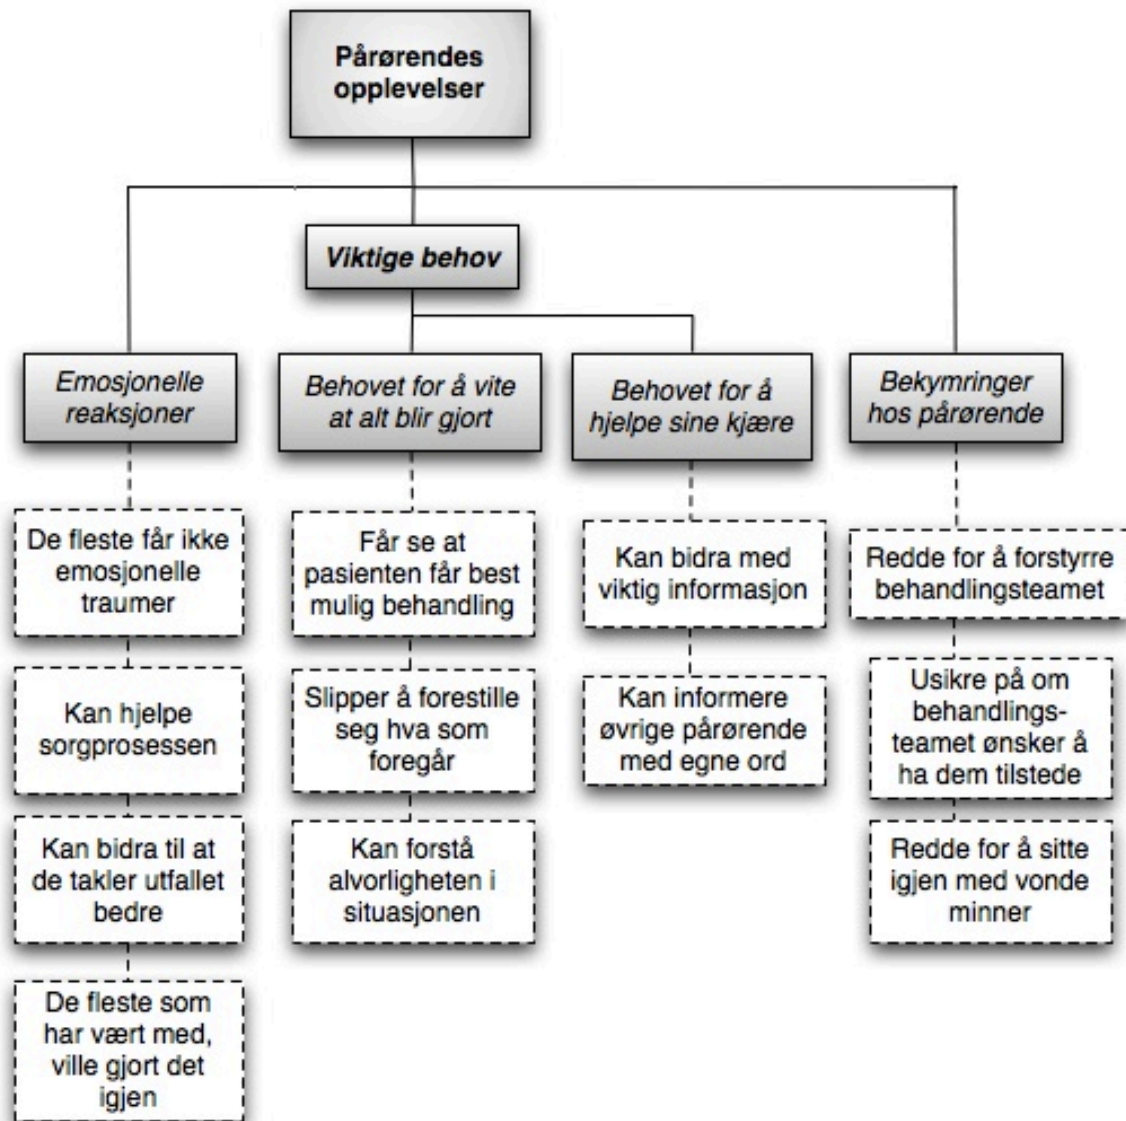 Pårørendes
opplevelser
Viktige behov
Emosjonelle
reaksjoner
Behovet for å vite
at alt blir gjort
Behovet for å
hjelpe sine kjære
Bekymringer
hos pårørende
De fleste får ikke
emosjonelle
traumer
Kan hjelpe
sorgprosessen
Kan bidra til at
de takler utfallet
bedre
De fleste som
har vært med,
ville gjort det
igjen
Får se at
pasienten får best
mulig behandling
Slipper å forestille
seg hva som
foregår
Kan forstå
alvorligheten i
situasjonen
Kan bidra med
viktig informasjon
Kan informere
øvrige pårørende
med egne ord
Redde for å forstyrre
behandlingsteamet
Usikre på om
behandlings-
teamet ønsker å
ha dem tilstede
Redde for å sitte
igjen med vonde
minner